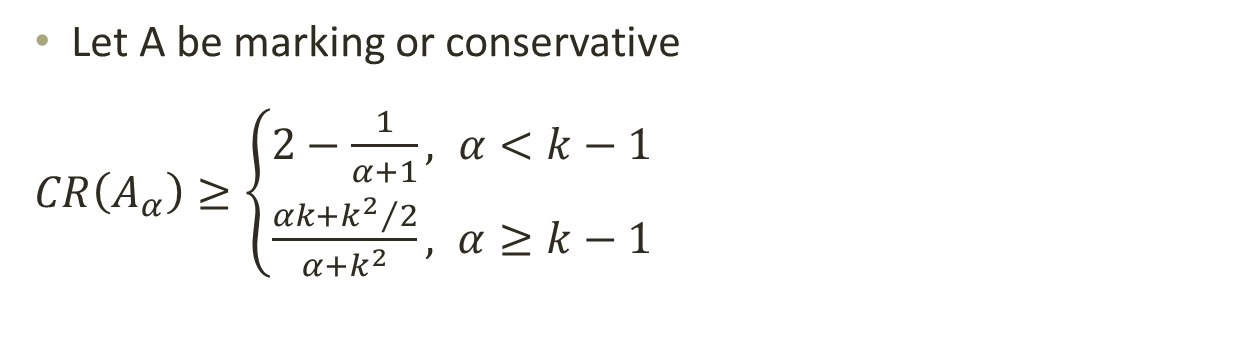 • Let A be marking or conservative
CR(A_α) ≥ { 2 − 1/(α+1), α < k − 1
(αk+k²/2)/(α+k²), α ≥ k − 1